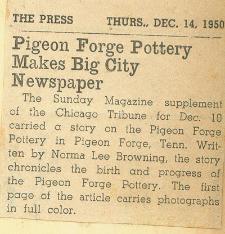 THE PRESS THURS., DEC. 14, 1950
Pigeon Forge Pottery
Makes Big City
Newspaper
The Sunday Magazine supplement
of the Chicago Tribune for Dec. 10
carried a story on the Pigeon Forge
Pottery in Pigeon Forge, Tenn. Writ-
ten by Norma Lee Browning, the story
chronicles the birth and progress of
the Pigeon Forge Pottery. The first
page of the article carries photographs
in full color.